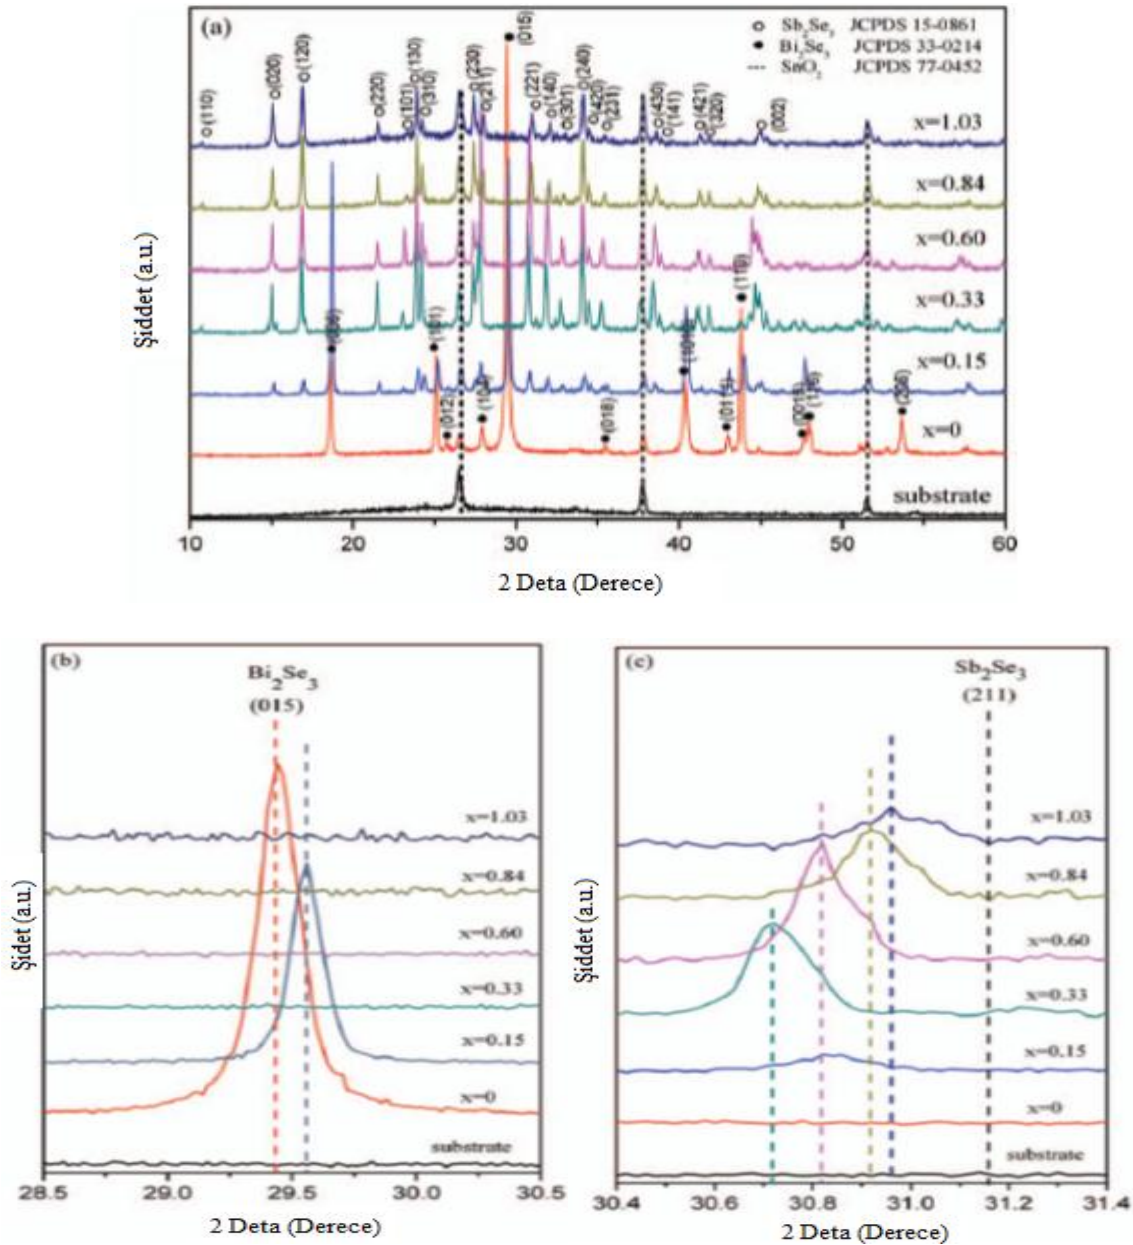 (a)
o Sb2Se3 JCPDS 15-0861
● Bi2Se3 JCPDS 33-0214
---- SnO2 JCPDS 77-0452
o(110)
o(020)
o(120)
o(220)
o(101)
o(130)
o(310)
o(230)
o(211)
●(015)
o(221)
o(140)
o(301)
o(240)
o(420)
o(231)
o(430)
o(141)
o(421)
o(320)
o(002)
x=1.03
x=0.84
x=0.60
x=0.33
x=0.15
x=0
substrate
●(006)
●(101)
●(012)
●(018)
●(110)
Şiddet (a.u.)
10 20 30 40 50 60
2 Deta (Derece)
(b)
Bi2Se3
(015)
x=1.03
x=0.84
x=0.60
x=0.33
x=0.15
x=0
substrate
Şiddet (a.u.)
28.5 29.0 29.5 30.0 30.5
2 Deta (Derece)
(c)
Sb2Se3
(211)
x=1.03
x=0.84
x=0.60
x=0.33
x=0.15
x=0
substrate
Şiddet (a.u.)
30.4 30.6 30.8 31.0 31.2 31.4
2 Deta (Derece)